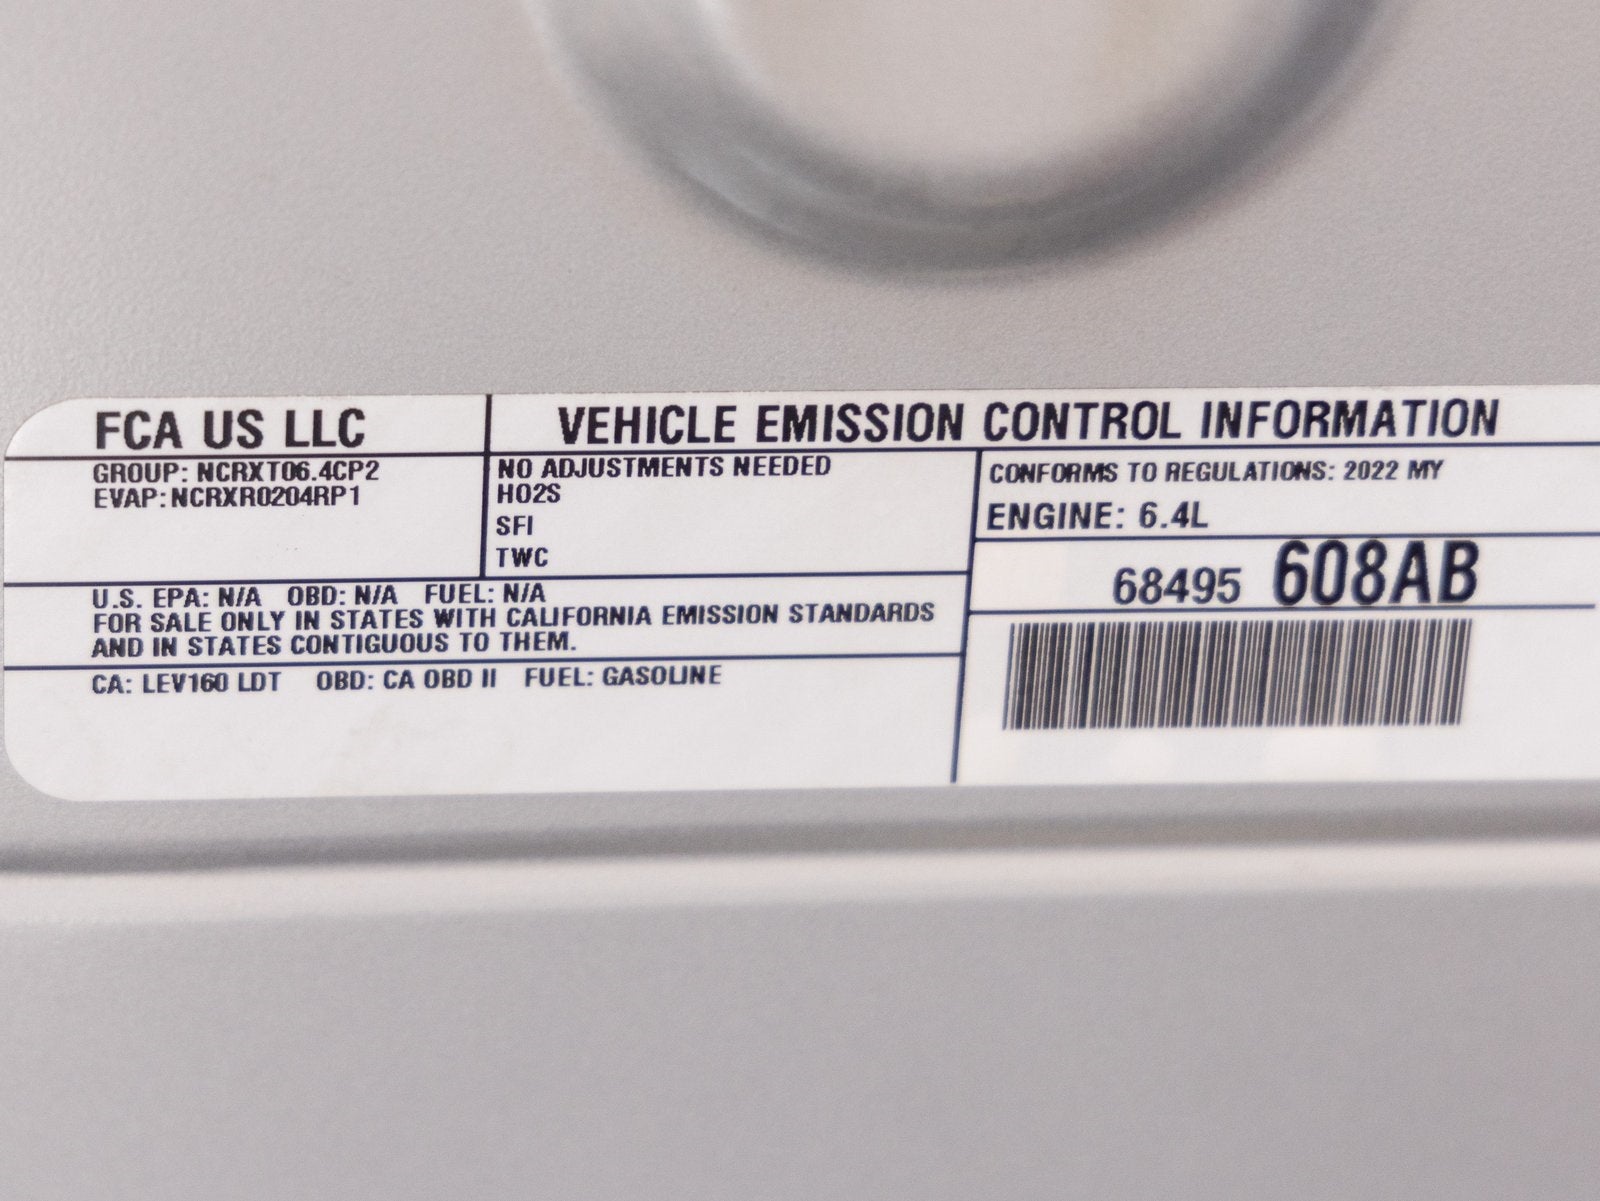 FCA US LLC
VEHICLE EMISSION CONTROL INFORMATION
GROUP: NCRXT06.4CP2
EVAP: NCRXR0204RP1
NO ADJUSTMENTS NEEDED
HO2S
SFI
TWC
CONFORMS TO REGULATIONS: 2022 MY
ENGINE: 6.4L
68495 608AB
U.S. EPA: N/A OBD: N/A FUEL: N/A
FOR SALE ONLY IN STATES WITH CALIFORNIA EMISSION STANDARDS
AND IN STATES CONTIGUOUS TO THEM.
CA: LEV160 LDT OBD: CA OBD II FUEL: GASOLINE